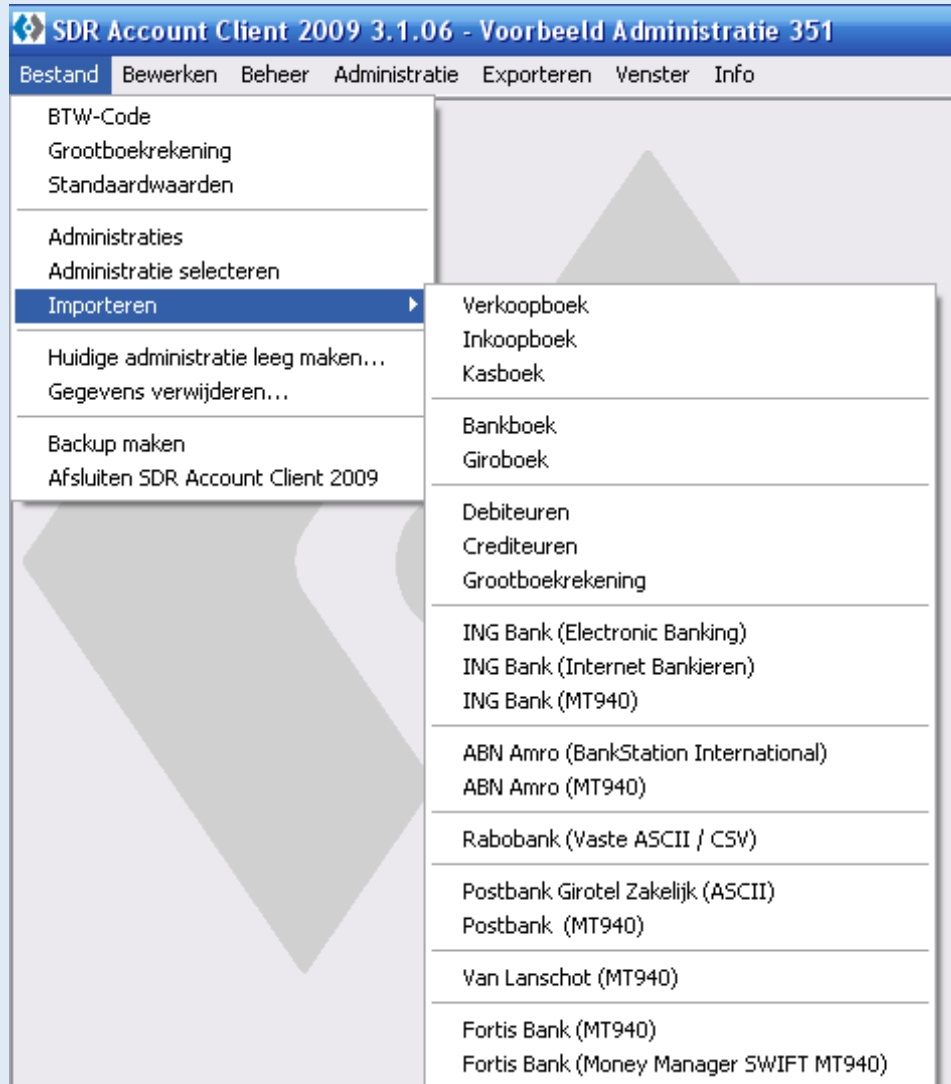 SDR Account Client 2009 3.1.06 - Voorbeeld Administratie 351
Bestand Bewerken Beheer Administratie Exporteren Venster Info
BTW-Code
Grootboekrekening
Standaardwaarden
Administraties
Administratie selecteren
Importeren
Huidige administratie leeg maken...
Gegevens verwijderen...
Backup maken
Afsluiten SDR Account Client 2009
Verkoopboek
Inkoopboek
Kasboek
Bankboek
Giroboek
Debiteuren
Crediteuren
Grootboekrekening
ING Bank (Electronic Banking)
ING Bank (Internet Bankieren)
ING Bank (MT940)
ABN Amro (BankStation International)
ABN Amro (MT940)
Rabobank (Vaste ASCII / CSV)
Postbank Girotel Zakelijk (ASCII)
Postbank (MT940)
Van Lanschot (MT940)
Fortis Bank (MT940)
Fortis Bank (Money Manager SWIFT MT940)